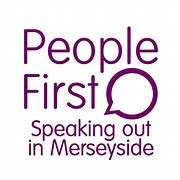 People
First
Speaking out
in Merseyside